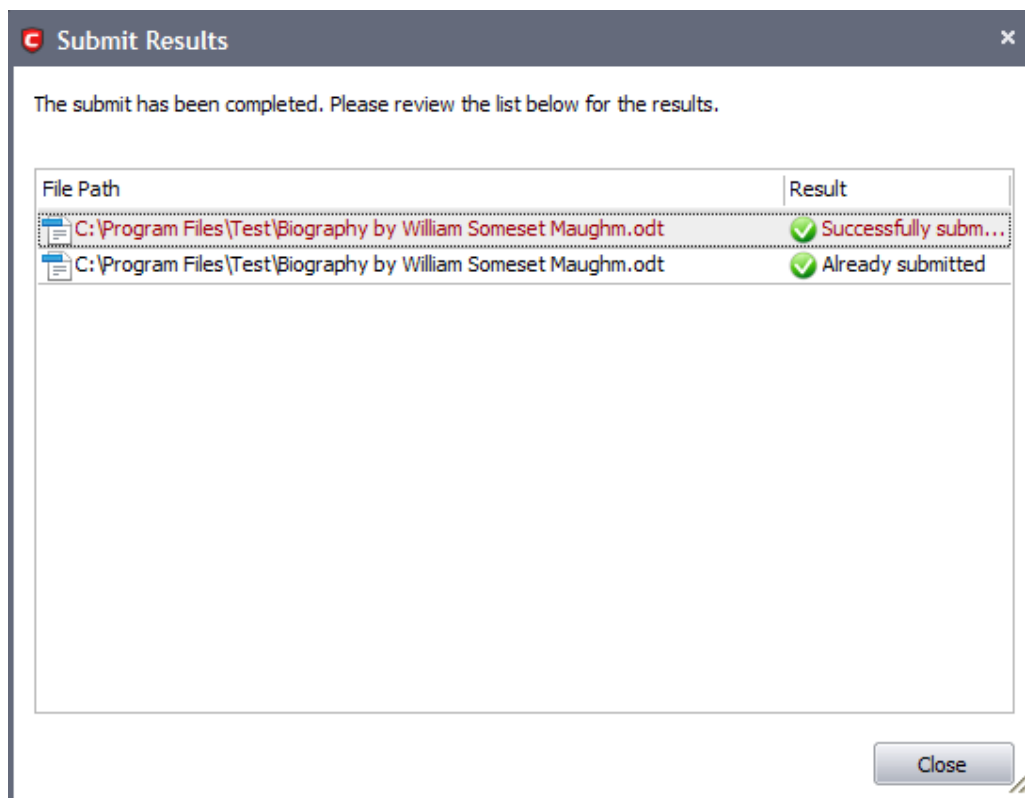 Submit Results
The submit has been completed. Please review the list below for the results.
File Path Result
C:\Program Files\Test\Biography by William Someset Maughm.odt Successfully subm...
C:\Program Files\Test\Biography by William Someset Maughm.odt Already submitted
Close